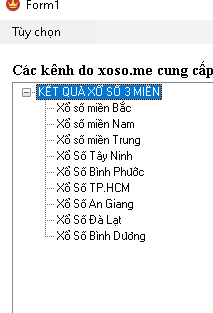 Form1
Tùy chọn
Các kênh do xoso.me cung cấp
KẾT QUẢ XỔ SỐ 3 MIỀN
Xổ số miền Bắc
Xổ số miền Nam
Xổ số miền Trung
Xổ Số Tây Ninh
Xổ Số Bình Phước
Xổ Số TP.HCM
Xổ Số An Giang
Xổ Số Đà Lạt
Xổ Số Bình Dương